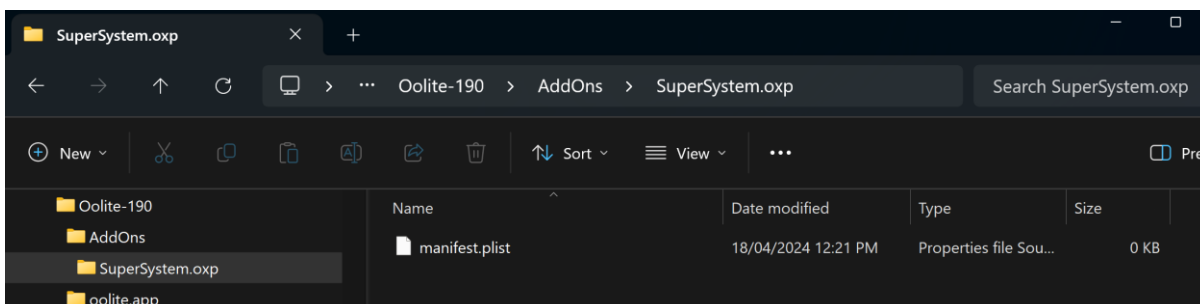 SuperSystem.oxp
Oolite-190 > AddOns > SuperSystem.oxp
Search SuperSystem.oxp
New
Sort
View
Pre
Oolite-190
AddOns
SuperSystem.oxp
oolite.app
Name Date modified Type Size
manifest.plist 18/04/2024 12:21 PM Properties file Sou... 0 KB